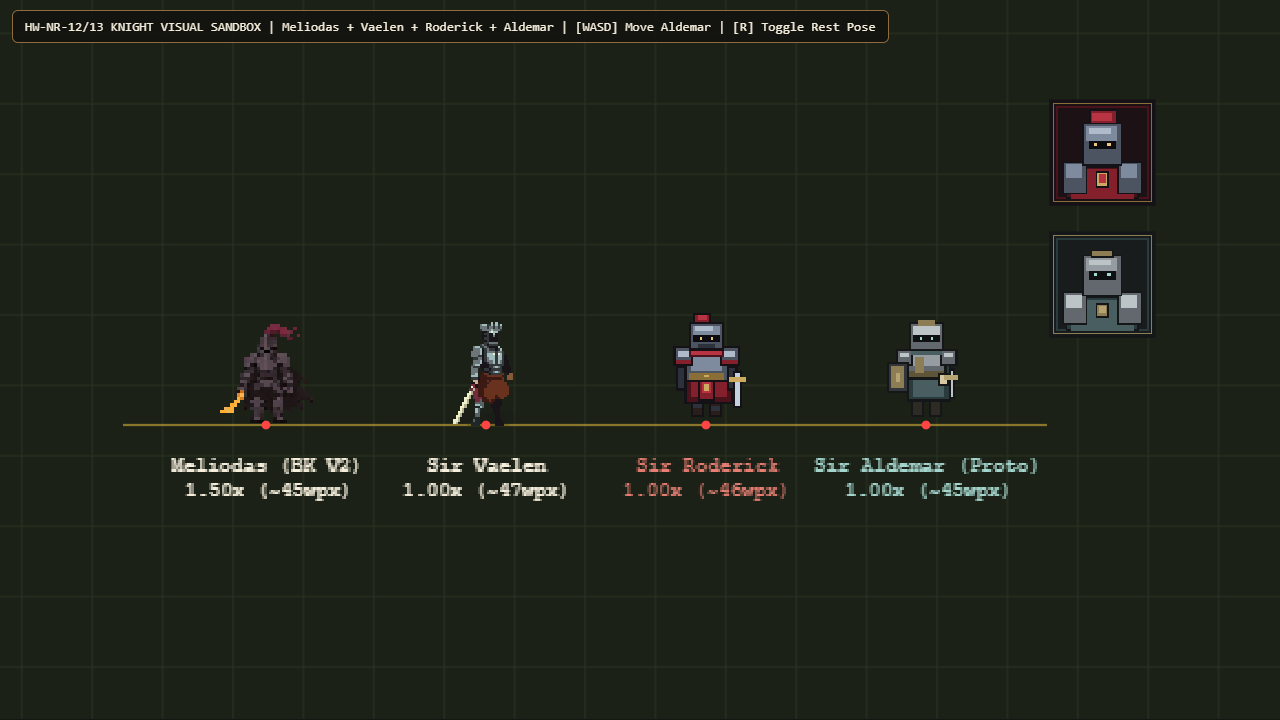 HW-NR-12/13 KNIGHT VISUAL SANDBOX | Meliodas + Vaelen + Roderick + Aldemar | [WASD] Move Aldemar | [R] Toggle Rest Pose
Meliodas (BK V2)
1.50x (~45wpx)
Sir Vaelen
1.00x (~47wpx)
Sir Roderick
1.00x (~46wpx)
Sir Aldemar (Proto)
1.00x (~45wpx)